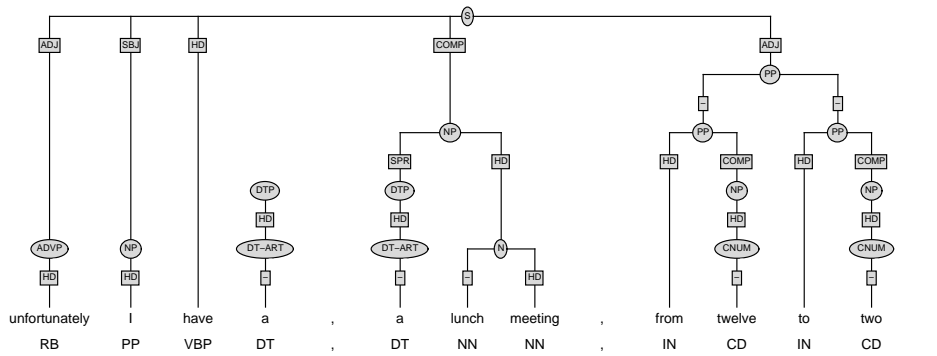 S
ADJ SBJ HD COMP ADJ
PP
– –
NP PP PP
SPR HD HD COMP HD COMP
DTP DTP NP NP
HD HD HD HD
ADVP NP DT–ART DT–ART N CNUM CNUM
HD HD – – – HD – –
unfortunately I have a , a lunch meeting , from twelve to two
RB PP VBP DT , DT NN NN , IN CD IN CD